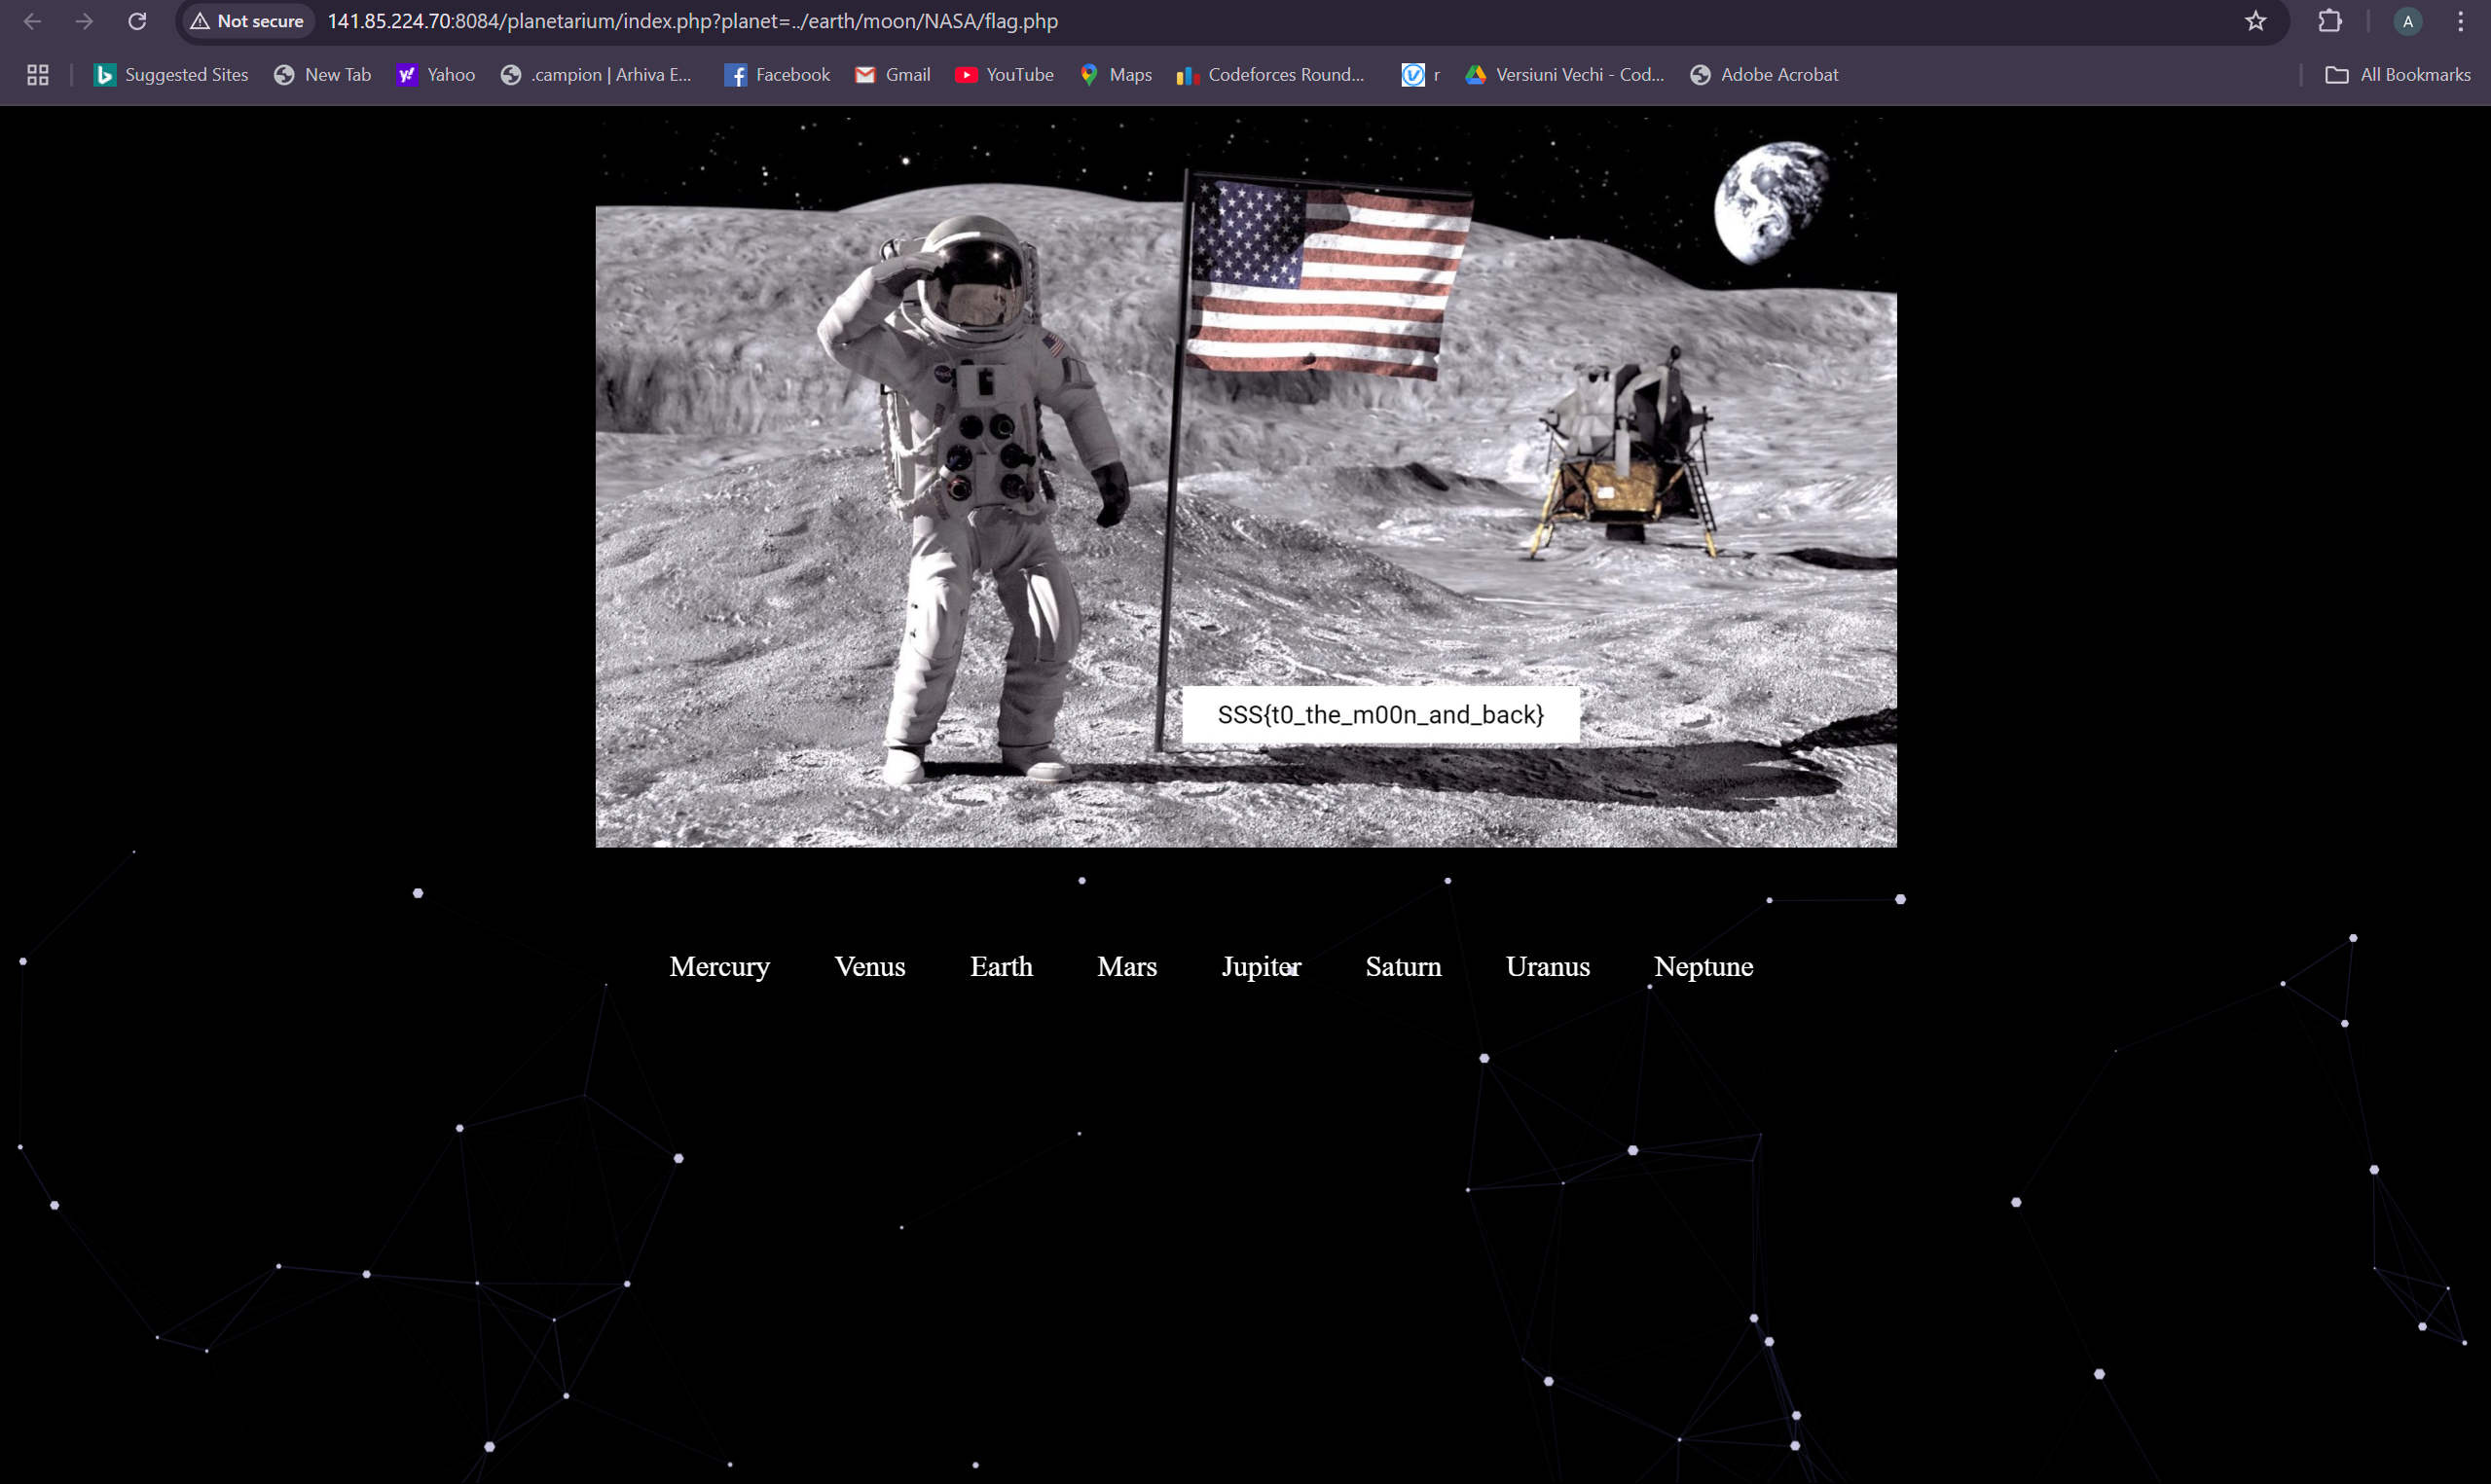 Not secure 141.85.224.70:8084/planetarium/index.php?planet=../earth/moon/NASA/flag.php A
Suggested Sites New Tab Yahoo .campion | Arhiva E... Facebook Gmail YouTube Maps Codeforces Round... r Versiuni Vechi - Cod... Adobe Acrobat All Bookmarks
SSS{t0_the_m00n_and_back}
Mercury Venus Earth Mars Jupiter Saturn Uranus Neptune